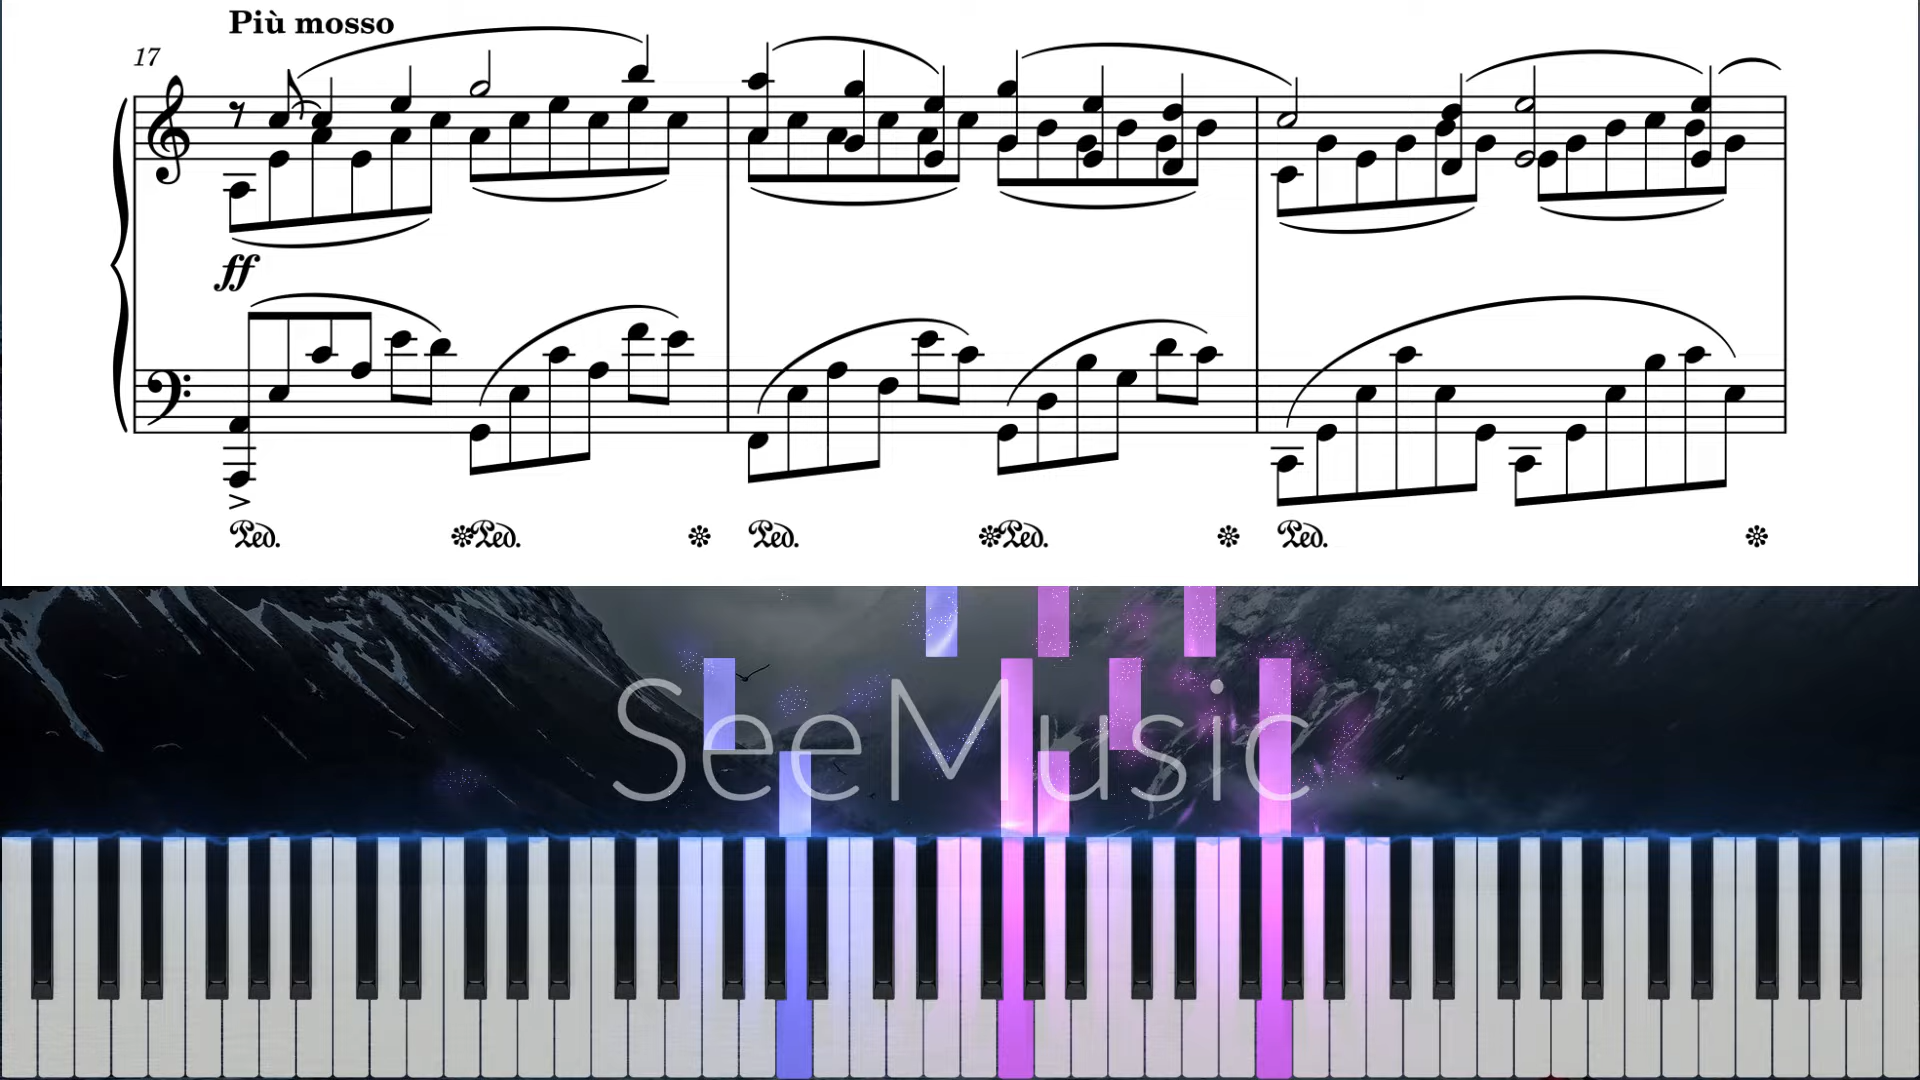 Più mosso
17
ff
Ped. Ped. Ped. Ped. Ped.
SeeMusic